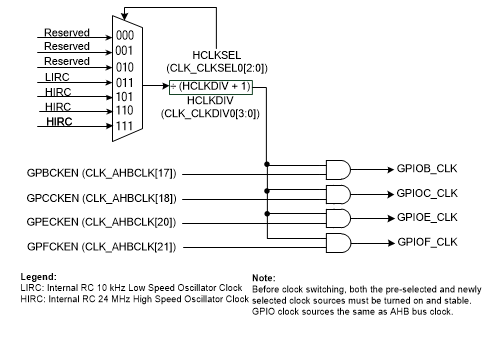 Reserved
000
Reserved
001
Reserved
010
LIRC
011
HIRC
101
HIRC
110
HIRC
111
HCLKSEL
(CLK_CLKSEL0[2:0])
÷ (HCLKDIV + 1)
HCLKDIV
(CLK_CLKDIV0[3:0])
GPBCKEN (CLK_AHBCLK[17])
GPIOB_CLK
GPCCKEN (CLK_AHBCLK[18])
GPIOC_CLK
GPECKEN (CLK_AHBCLK[20])
GPIOE_CLK
GPFCKEN (CLK_AHBCLK[21])
GPIOF_CLK
Legend:
LIRC: Internal RC 10 kHz Low Speed Oscillator Clock
HIRC: Internal RC 24 MHz High Speed Oscillator Clock
Note:
Before clock switching, both the pre-selected and newly
selected clock sources must be turned on and stable.
GPIO clock sources the same as AHB bus clock.